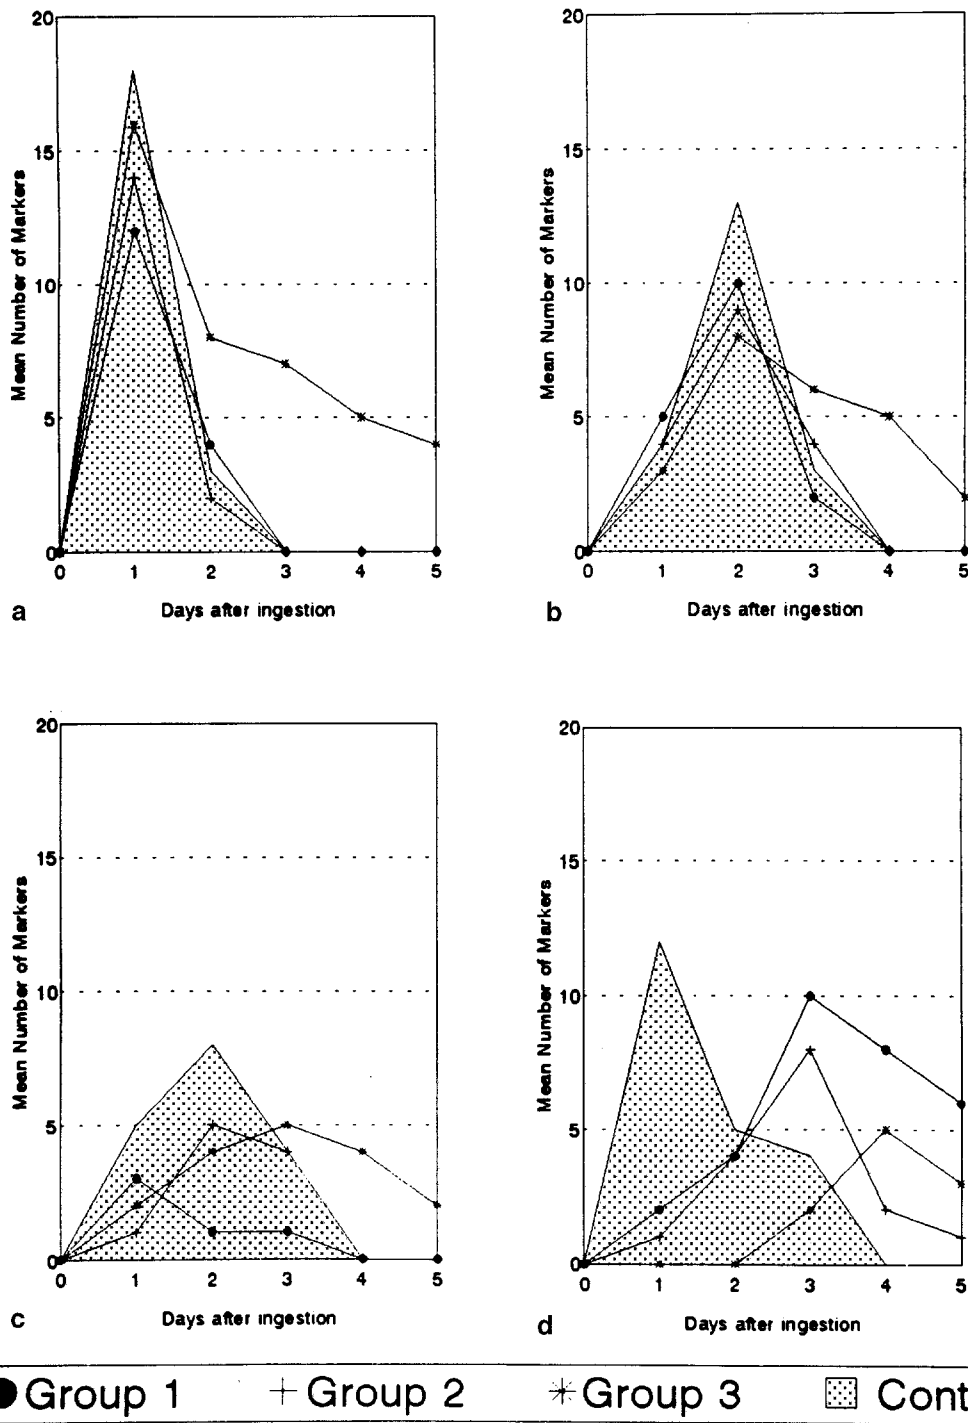 20
15
10
5
0
Mean Number of Markers
0 1 2 3 4 5
Days after ingestion
a
20
15
10
5
0
Mean Number of Markers
0 1 2 3 4 5
Days after ingestion
b
20
15
10
5
0
Mean Number of Markers
0 1 2 3 4 5
Days after ingestion
c
20
15
10
5
0
Mean Number of Markers
0 1 2 3 4 5
Days after ingestion
d
Group 1 Group 2 Group 3 Cont